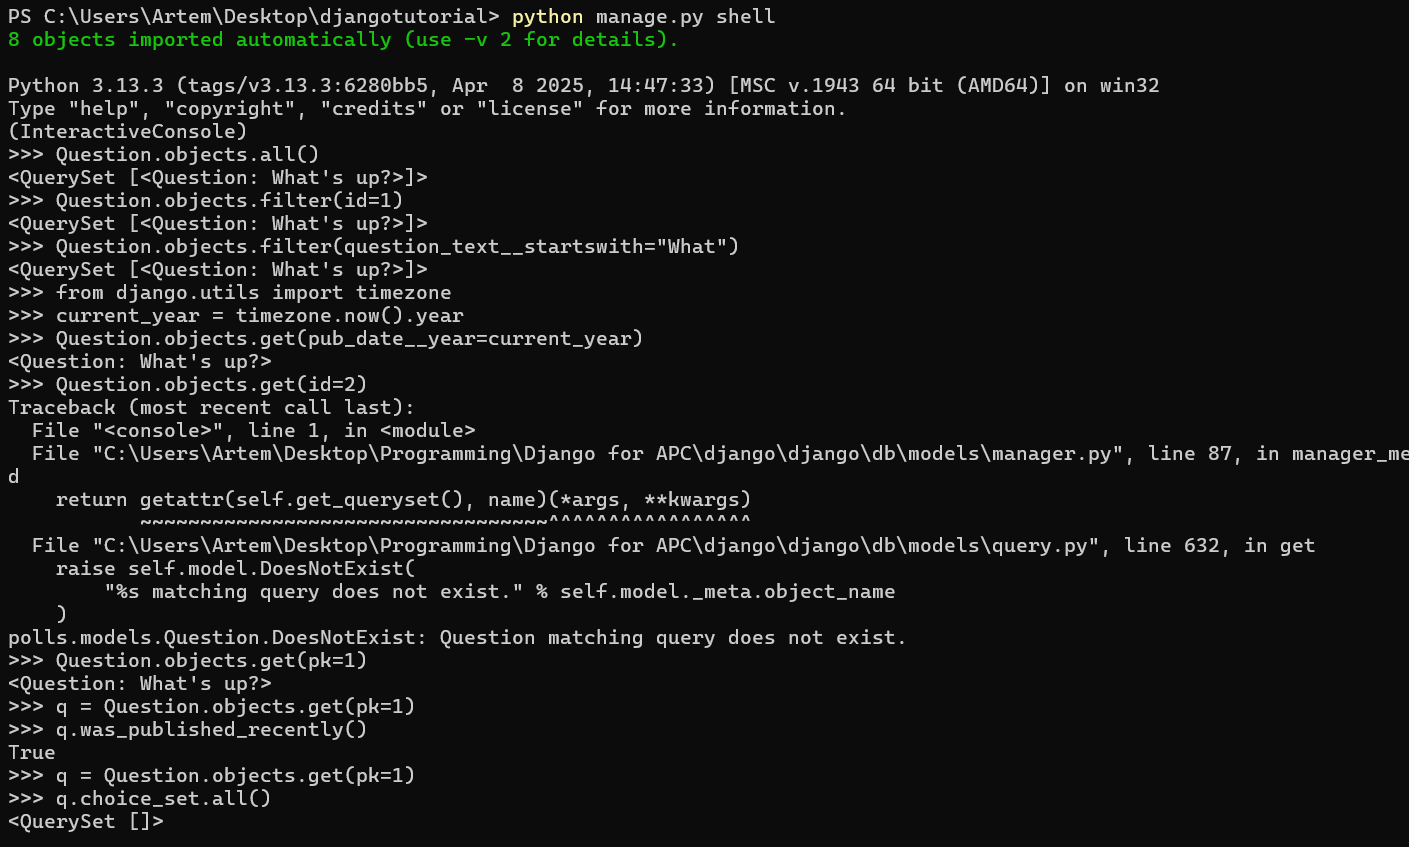 PS C:\Users\Artem\Desktop\djangotutorial> python manage.py shell
8 objects imported automatically (use -v 2 for details).
Python 3.13.3 (tags/v3.13.3:6280bb5, Apr  8 2025, 14:47:33) [MSC v.1943 64 bit (AMD64)] on win32
Type "help", "copyright", "credits" or "license" for more information.
(InteractiveConsole)
>>> Question.objects.all()
<QuerySet [<Question: What's up?>]>
>>> Question.objects.filter(id=1)
<QuerySet [<Question: What's up?>]>
>>> Question.objects.filter(question_text__startswith="What")
<QuerySet [<Question: What's up?>]>
>>> from django.utils import timezone
>>> current_year = timezone.now().year
>>> Question.objects.get(pub_date__year=current_year)
<Question: What's up?>
>>> Question.objects.get(id=2)
Traceback (most recent call last):
  File "<console>", line 1, in <module>
  File "C:\Users\Artem\Desktop\Programming\Django for APC\django\django\db\models\manager.py", line 87, in manager_me
d
    return getattr(self.get_queryset(), name)(*args, **kwargs)
           ~~~~~~~~~~~~~~~~~~~~~~~~~~~~~~~~~~^^^^^^^^^^^^^^^^^
  File "C:\Users\Artem\Desktop\Programming\Django for APC\django\django\db\models\query.py", line 632, in get
    raise self.model.DoesNotExist(
        "%s matching query does not exist." % self.model._meta.object_name
    )
polls.models.Question.DoesNotExist: Question matching query does not exist.
>>> Question.objects.get(pk=1)
<Question: What's up?>
>>> q = Question.objects.get(pk=1)
>>> q.was_published_recently()
True
>>> q = Question.objects.get(pk=1)
>>> q.choice_set.all()
<QuerySet []>